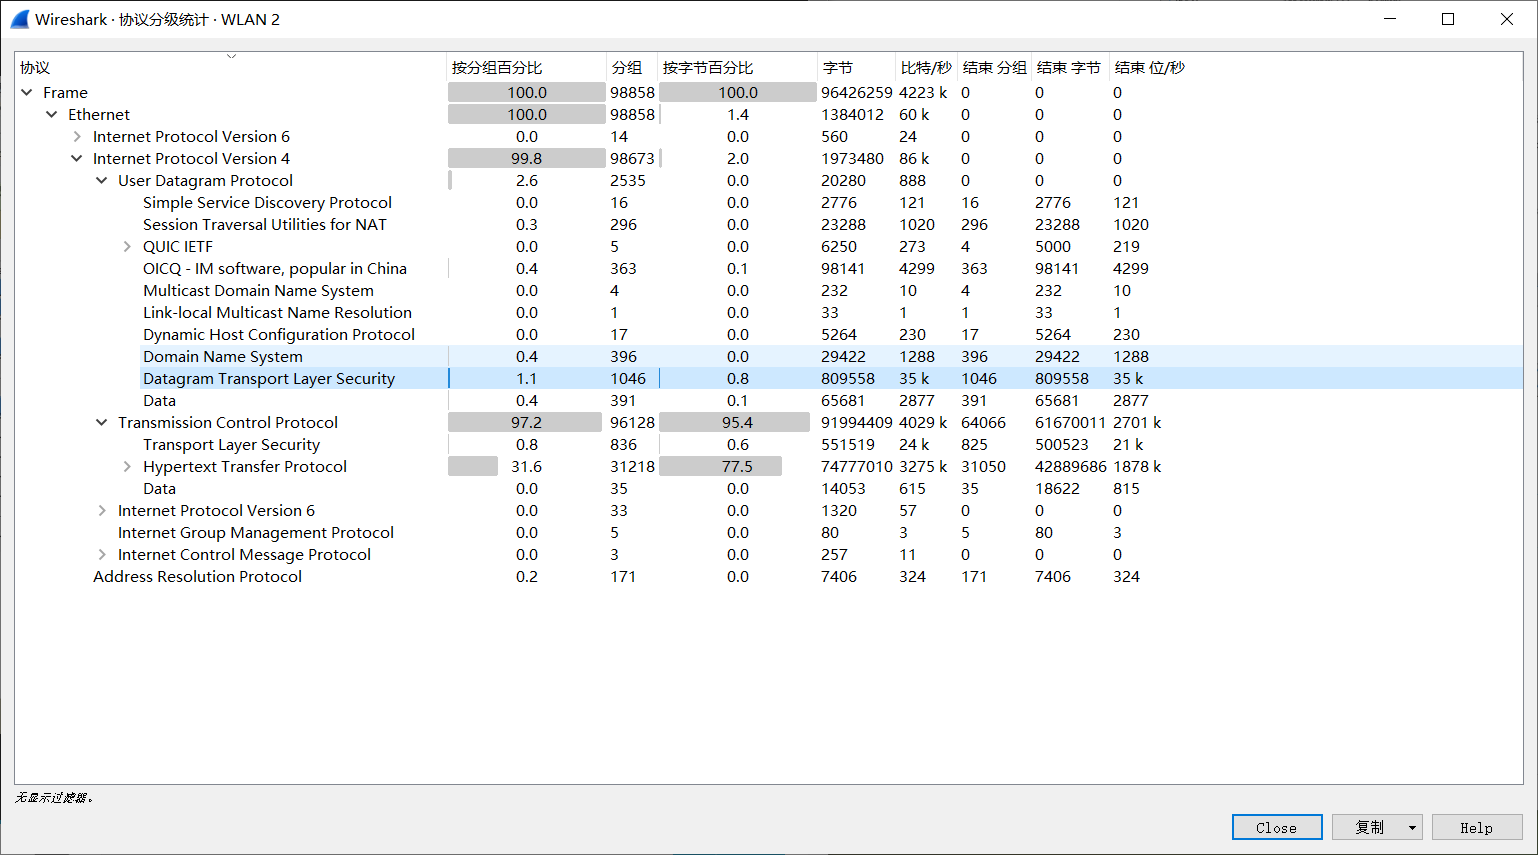 Wireshark · 协议分级统计 · WLAN 2
协议 按分组百分比 分组 按字节百分比 字节 比特/秒 结束 分组 结束 字节 结束 位/秒
Frame 100.0 98858 100.0 96426259 4223 k 0 0 0
Ethernet 100.0 98858 1.4 1384012 60 k 0 0 0
Internet Protocol Version 6 0.0 14 0.0 560 24 0 0 0
Internet Protocol Version 4 99.8 98673 2.0 1973480 86 k 0 0 0
User Datagram Protocol 2.6 2535 0.0 20280 888 0 0 0
Simple Service Discovery Protocol 0.0 16 0.0 2776 121 16 2776 121
Session Traversal Utilities for NAT 0.3 296 0.0 23288 1020 296 23288 1020
QUIC IETF 0.0 5 0.0 6250 273 4 5000 219
OICQ - IM software, popular in China 0.4 363 0.1 98141 4299 363 98141 4299
Multicast Domain Name System 0.0 4 0.0 232 10 4 232 10
Link-local Multicast Name Resolution 0.0 1 0.0 33 1 1 33 1
Dynamic Host Configuration Protocol 0.0 17 0.0 5264 230 17 5264 230
Domain Name System 0.4 396 0.0 29422 1288 396 29422 1288
Datagram Transport Layer Security 1.1 1046 0.8 809558 35 k 1046 809558 35 k
Data 0.4 391 0.1 65681 2877 391 65681 2877
Transmission Control Protocol 97.2 96128 95.4 91994409 4029 k 64066 61670011 2701 k
Transport Layer Security 0.8 836 0.6 551519 24 k 825 500523 21 k
Hypertext Transfer Protocol 31.6 31218 77.5 74777010 3275 k 31050 42889686 1878 k
Data 0.0 35 0.0 14053 615 35 18622 815
Internet Protocol Version 6 0.0 33 0.0 1320 57 0 0 0
Internet Group Management Protocol 0.0 5 0.0 80 3 5 80 3
Internet Control Message Protocol 0.0 3 0.0 257 11 0 0 0
Address Resolution Protocol 0.2 171 0.0 7406 324 171 7406 324
无显示过滤器。
Close 复制 Help